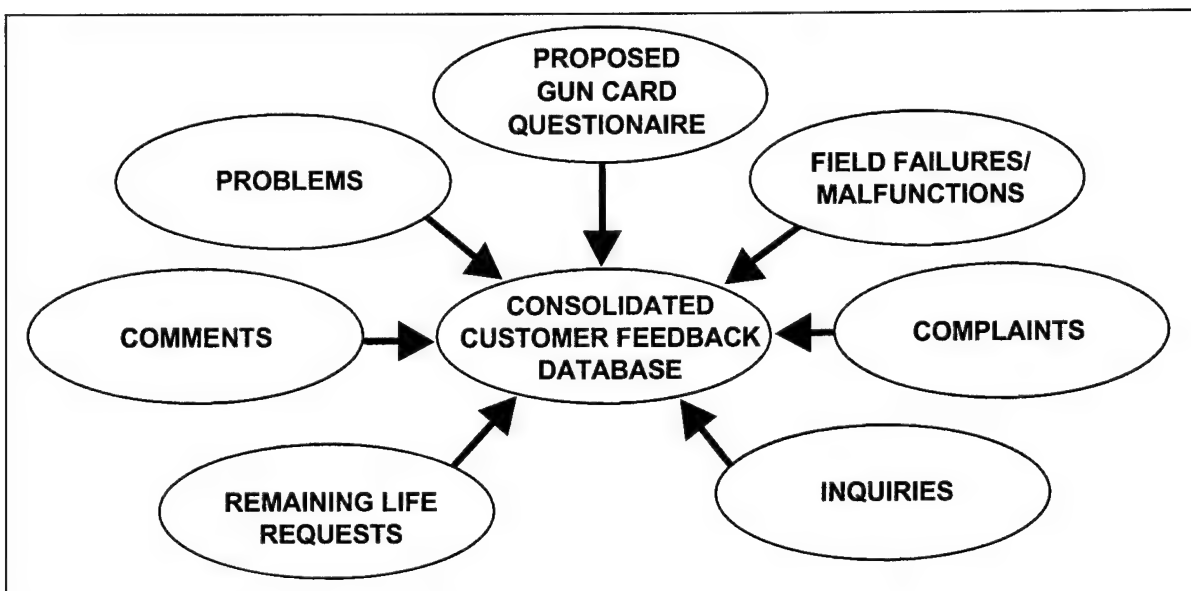 PROPOSED
GUN CARD
QUESTIONAIRE
PROBLEMS
FIELD FAILURES/
MALFUNCTIONS
COMMENTS
CONSOLIDATED
CUSTOMER FEEDBACK
DATABASE
COMPLAINTS
REMAINING LIFE
REQUESTS
INQUIRIES